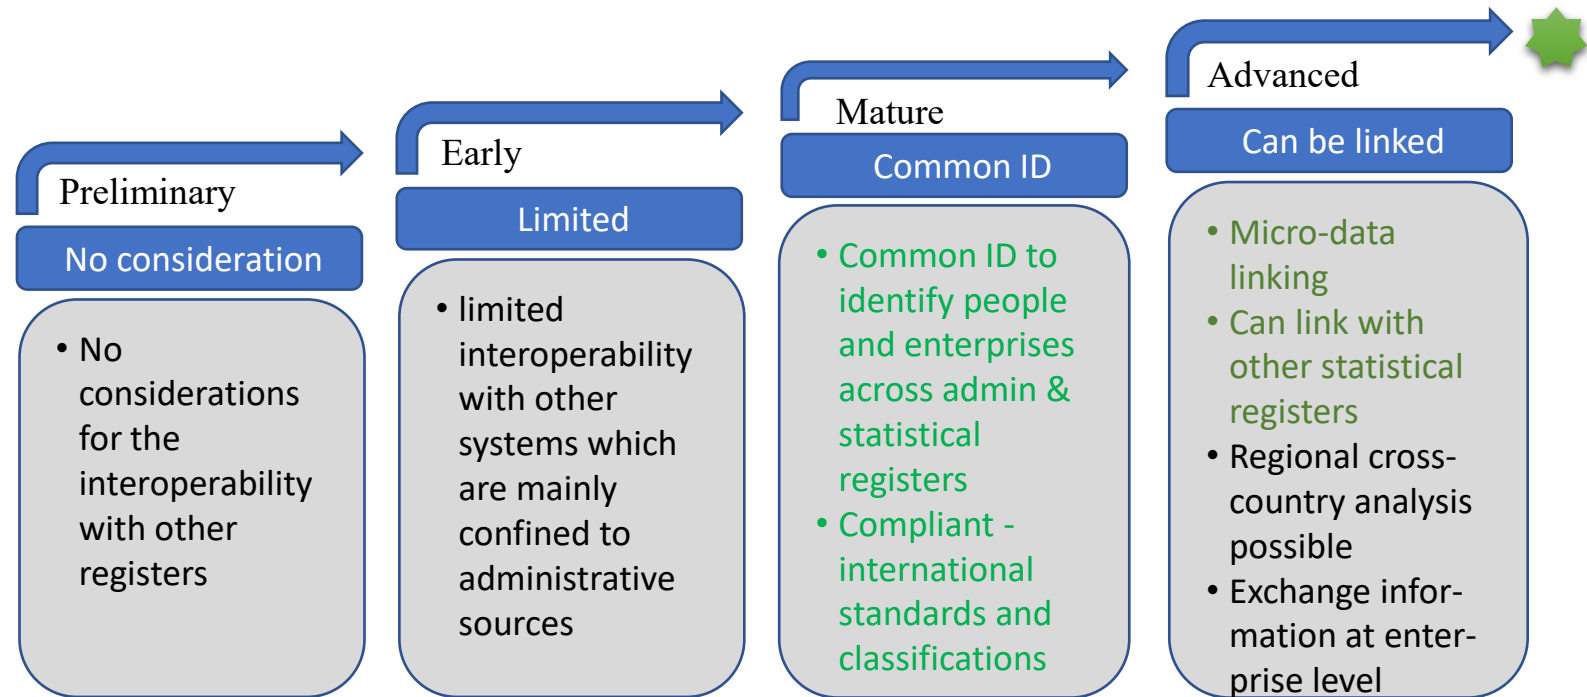 Preliminary
No consideration
• No
considerations
for the
interoperability
with other
registers
Early
Limited
• limited
interoperability
with other
systems which
are mainly
confined to
administrative
sources
Mature
Common ID
• Common ID to
identify people
and enterprises
across admin &
statistical
registers
• Compliant -
international
standards and
classifications
Advanced
Can be linked
• Micro-data
linking
• Can link with
other statistical
registers
• Regional cross-
country analysis
possible
• Exchange infor-
mation at enter-
prise level